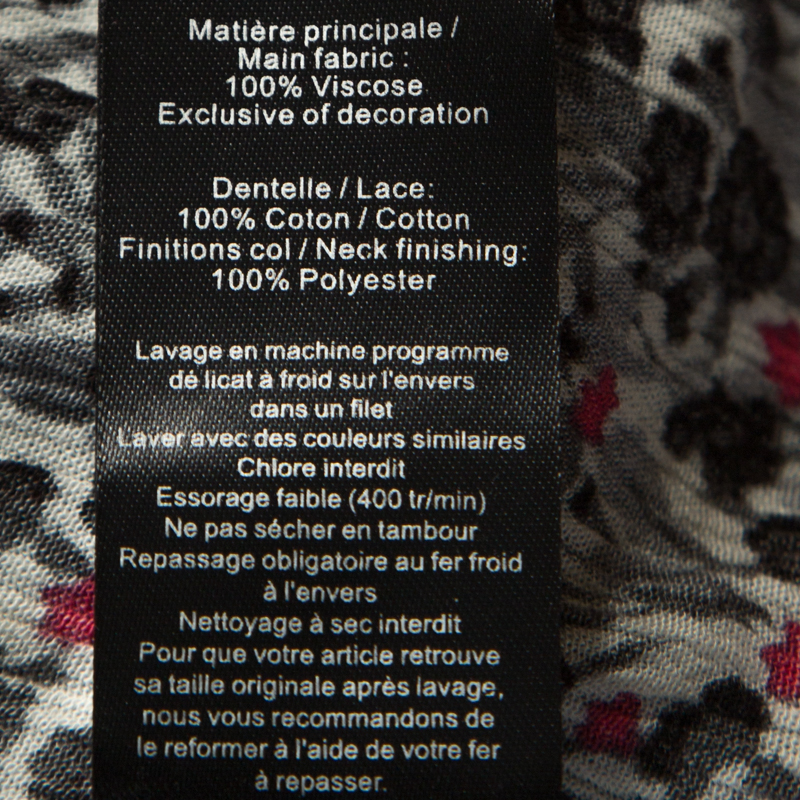 Matière principale /
Main fabric :
100% Viscose
Exclusive of decoration
Dentelle / Lace:
100% Coton / Cotton
Finitions col / Neck finishing:
100% Polyester
Lavage en machine programme
dé licat à froid sur l'envers
dans un filet
Laver avec des couleurs similaires
Chlore interdit
Essorage faible (400 tr/min)
Ne pas sécher en tambour
Repassage obligatoire au fer froid
à l'envers
Nettoyage à sec interdit
Pour que votre article retrouve
sa taille originale après lavage,
nous vous recommandons de
le reformer à l'aide de votre fer
à repasser.